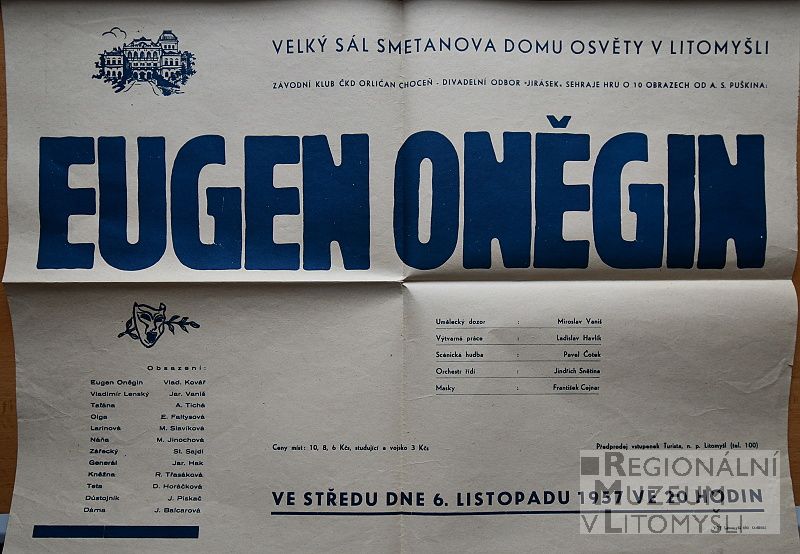 VELKÝ SÁL SMETANOVA DOMU OSVĚTY V LITOMYŠLI
ZÁVODNÍ KLUB ČKD ORLIČAN CHOCEŇ - DIVADELNÍ ODBOR »JIRÁSEK« SEHRAJE HRU O 10 OBRAZECH OD A. S. PUŠKINA:
EUGEN ONĚGIN
Obsazení:
Eugen Oněgin Vlad. Kovář
Vladimír Lenský Jar. Vaniš
Taťána A. Tichá
Olga E. Faltysová
Larinová M. Slavíková
Náňa M. Jinochová
Zářecký Sl. Sejdl
Generál Jar. Hak
Kněžna R. Třasáková
Teta D. Horáčková
Důstojník J. Piskač
Dáma J. Balcarová
Umělecký dozor : Miroslav Vaniš
Výtvarné práce : Ladislav Havlík
Scénická hudba : Pavel Čotek
Orchestr řídí : Jindřich Snětina
Masky : František Cejnar
Ceny míst: 10, 8, 6 Kčs, studující a vojsko 3 Kčs
Předprodej vstupenek Turista, n. p. Litomyšl (tel. 100)
VE STŘEDU DNE 6. LISTOPADU 1957 VE 20 HODIN
REGIONÁLNÍ
MUZEUM
V LITOMYŠLI